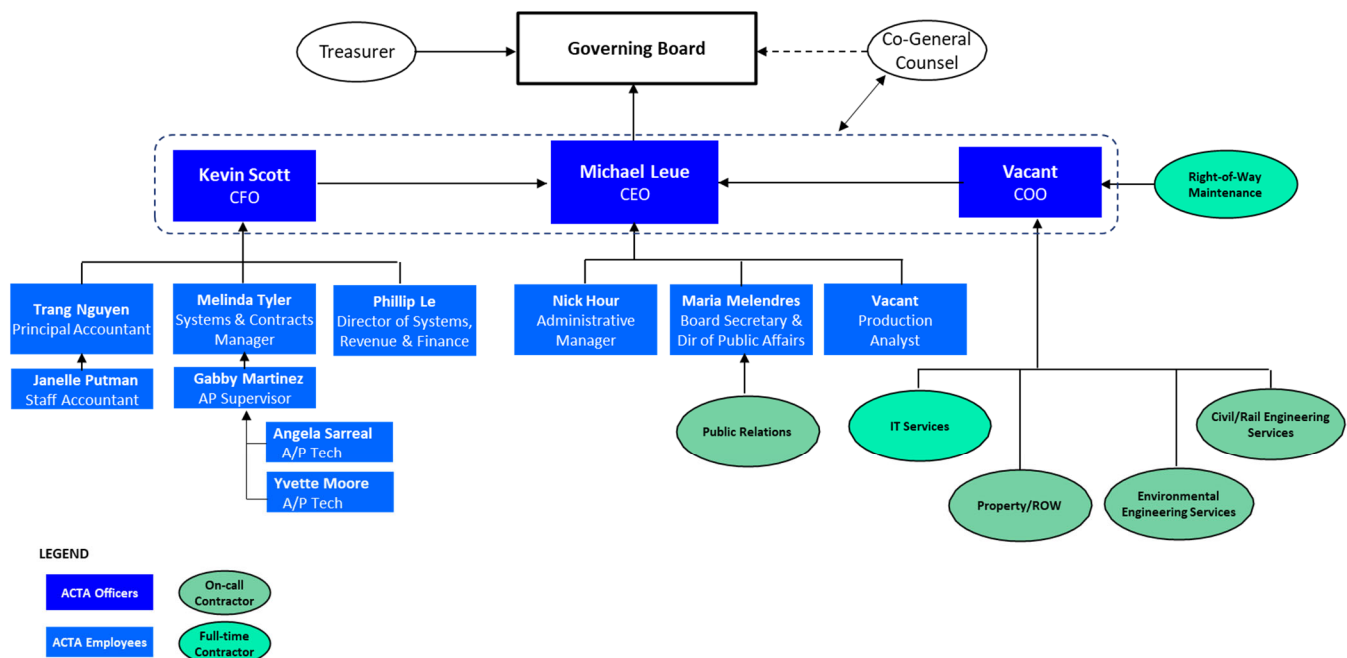 Treasurer
Governing Board
Co-General
Counsel
Kevin Scott
CFO
Michael Leue
CEO
Vacant
COO
Right-of-Way
Maintenance
Trang Nguyen
Principal Accountant
Melinda Tyler
Systems & Contracts
Manager
Phillip Le
Director of Systems,
Revenue & Finance
Nick Hour
Administrative
Manager
Maria Melendres
Board Secretary &
Dir of Public Affairs
Vacant
Production
Analyst
Janelle Putman
Staff Accountant
Gabby Martinez
AP Supervisor
Angela Sarreal
A/P Tech
Yvette Moore
A/P Tech
Public Relations
IT Services
Civil/Rail Engineering
Services
Property/ROW
Environmental
Engineering Services
LEGEND
ACTA Officers
On-call
Contractor
ACTA Employees
Full-time
Contractor